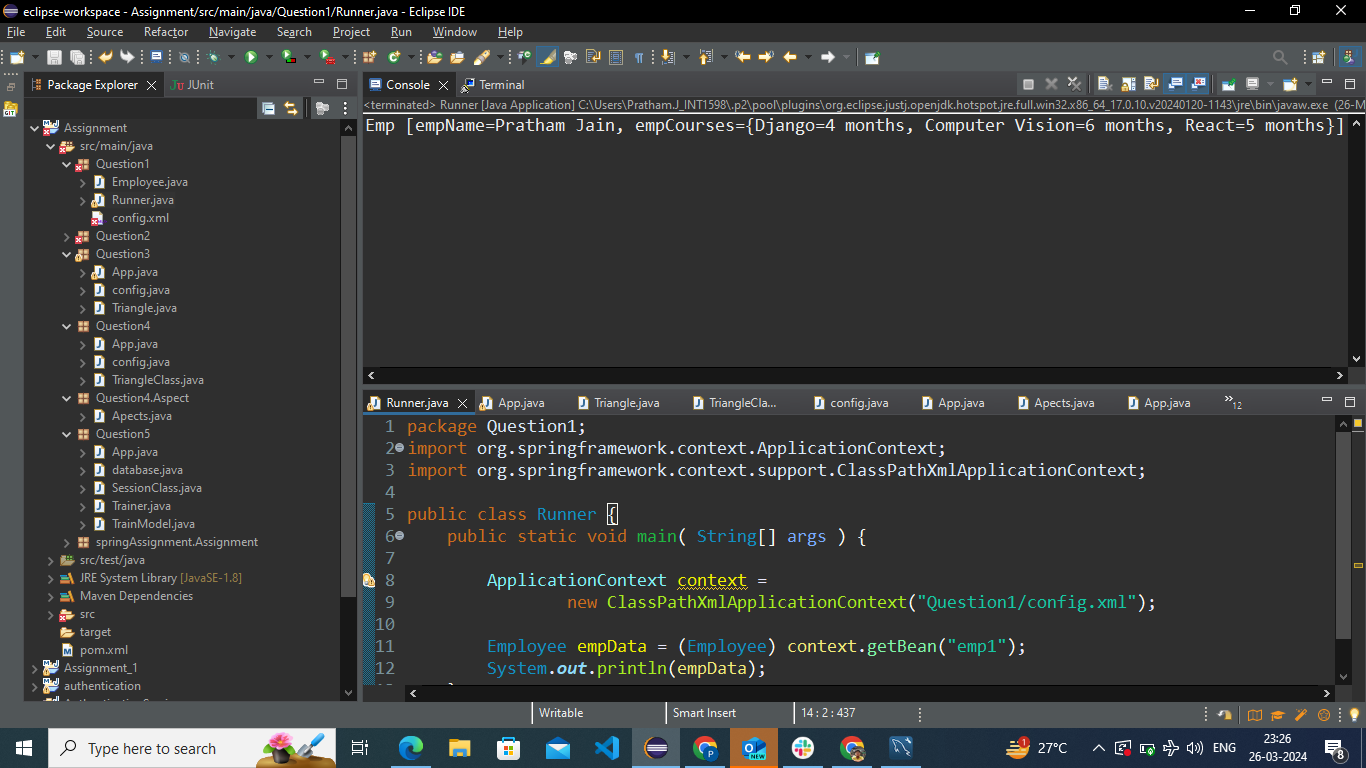 eclipse-workspace - Assignment/src/main/java/Question1/Runner.java - Eclipse IDE
File Edit Source Refactor Navigate Search Project Run Window Help
Package Explorer
JUnit
Assignment
src/main/java
Question1
Employee.java
Runner.java
config.xml
Question2
Question3
App.java
config.java
Triangle.java
Question4
App.java
config.java
TriangleClass.java
Question4.Aspect
Apects.java
Question5
App.java
database.java
SessionClass.java
Trainer.java
TrainModel.java
springAssignment.Assignment
src/test/java
JRE System Library [JavaSE-1.8]
Maven Dependencies
src
target
pom.xml
Assignment_1
authentication
Console
Terminal
<terminated> Runner [Java Application] C:\Users\PrathamJ_INT1598\.p2\pool\plugins\org.eclipse.justj.openjdk.hotspot.jre.full.win32.x86_64_17.0.10.v20240120-1143\jre\bin\javaw.exe (26-M
Emp [empName=Pratham Jain, empCourses={Django=4 months, Computer Vision=6 months, React=5 months}]
Runner.java App.java Triangle.java TriangleCla... config.java App.java Apects.java App.java »12
1 package Question1;
2 import org.springframework.context.ApplicationContext;
3 import org.springframework.context.support.ClassPathXmlApplicationContext;
4
5 public class Runner {
6 public static void main( String[] args ) {
7
8 ApplicationContext context =
9 new ClassPathXmlApplicationContext("Question1/config.xml");
10
11 Employee empData = (Employee) context.getBean("emp1");
12 System.out.println(empData);
Writable
Smart Insert
14 : 2 : 437
Type here to search
NEW
1
27°C
ENG
23:26
26-03-2024
8